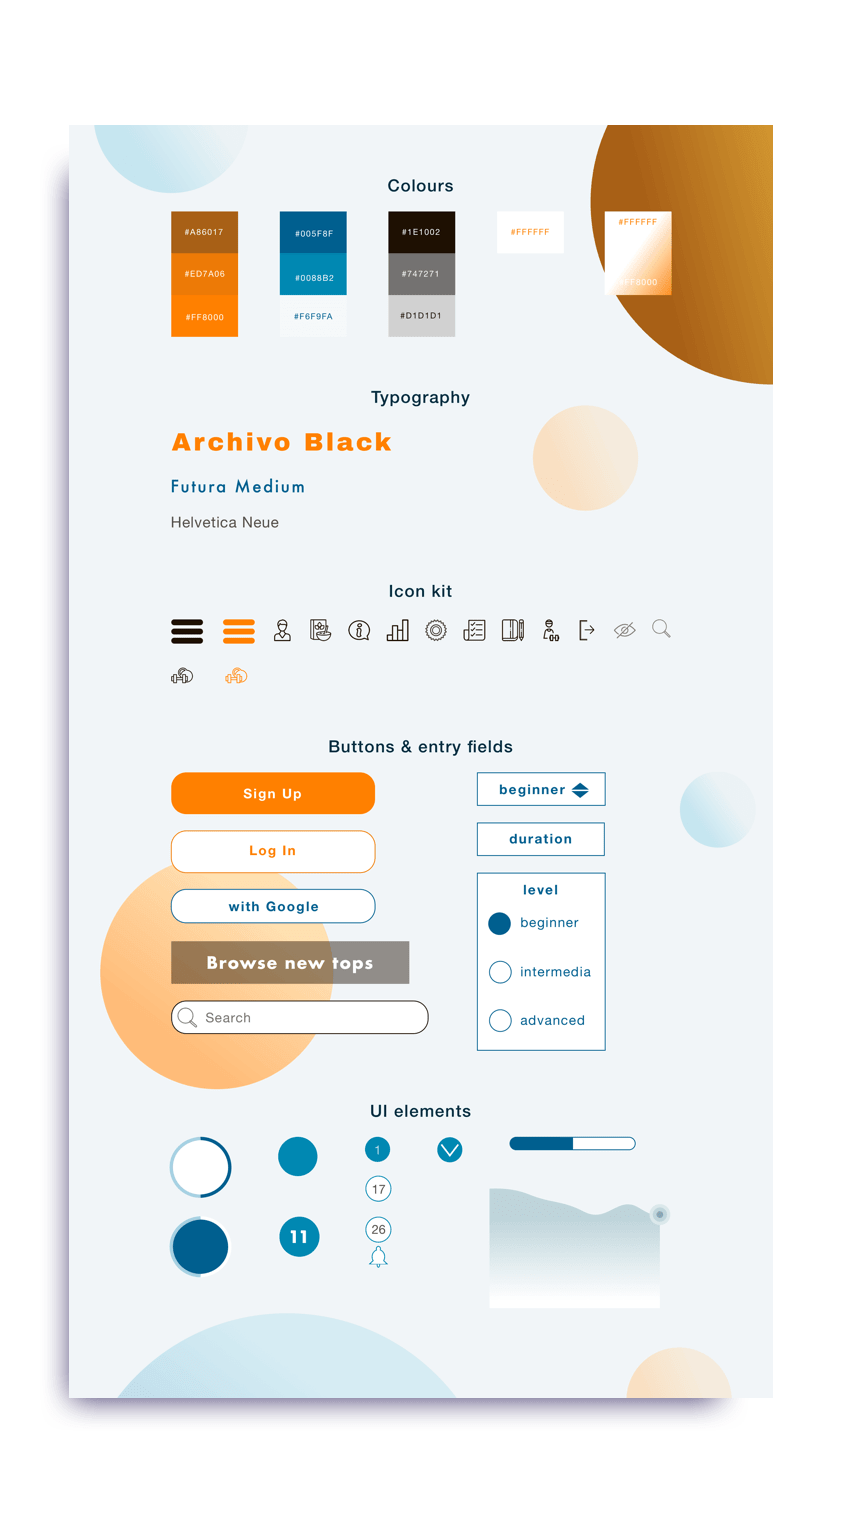 Colours
#A86017
#ED7A06
#FF8000
#005F8F
#0088B2
#F6F9FA
#1E1002
#747271
#D1D1D1
#FFFFFF
#FFFFFF
#FF8000
Typography
Archivo Black
Futura Medium
Helvetica Neue
Icon kit
Buttons & entry fields
Sign Up
Log In
with Google
Browse new tops
Search
beginner
duration
level
beginner
intermedia
advanced
UI elements
1
17
11
26